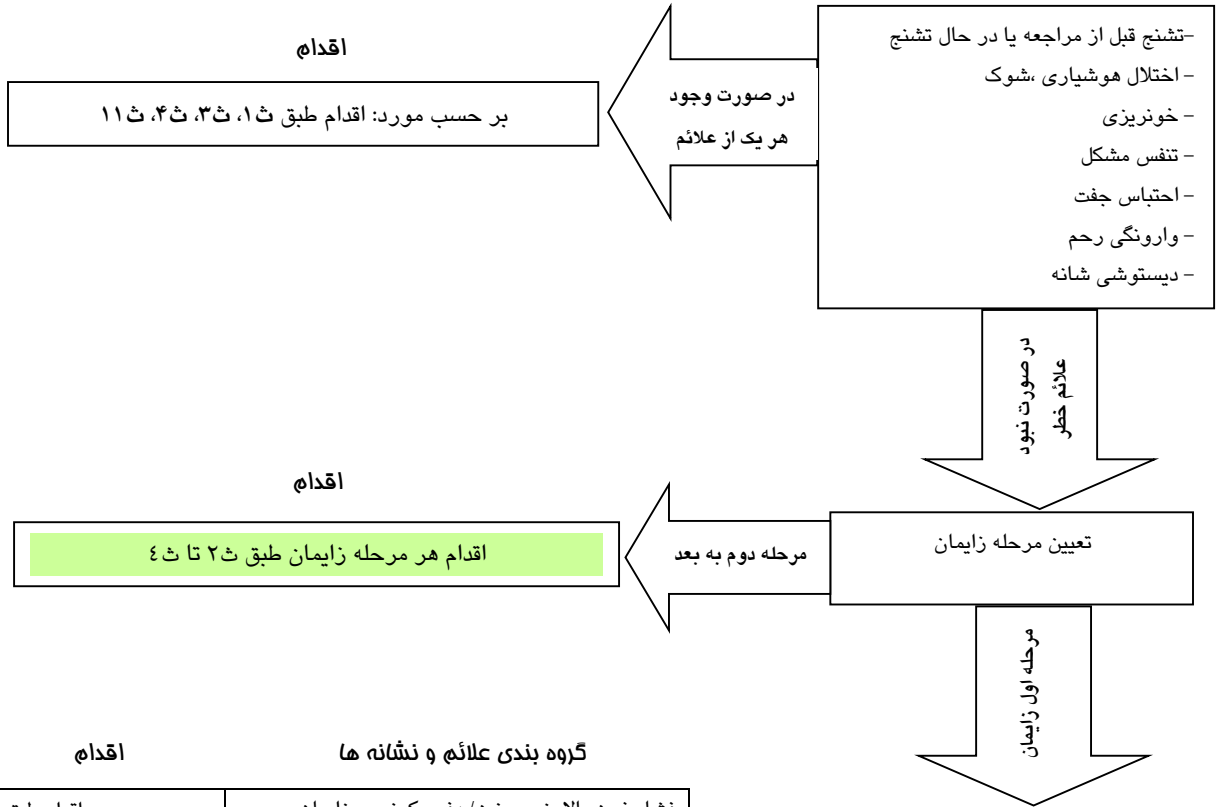 -تشنج قبل از مراجعه یا در حال تشنج
- اختلال هوشیاری ،شوک
- خونریزی
- تنفس مشکل
- احتباس جفت
- وارونگی رحم
- دیستوشی شانه
در صورت وجود
هر یک از علائم
اقدام
بر حسب مورد: اقدام طبق ث۱، ث۳، ث۴، ث۱۱
در صورت نبود
علائم خطر
تعیین مرحله زایمان
مرحله دوم به بعد
اقدام
اقدام هر مرحله زایمان طبق ث۲ تا ث٤
مرحله اول زایمان
گروه بندی علائم و نشانه ها
اقدام